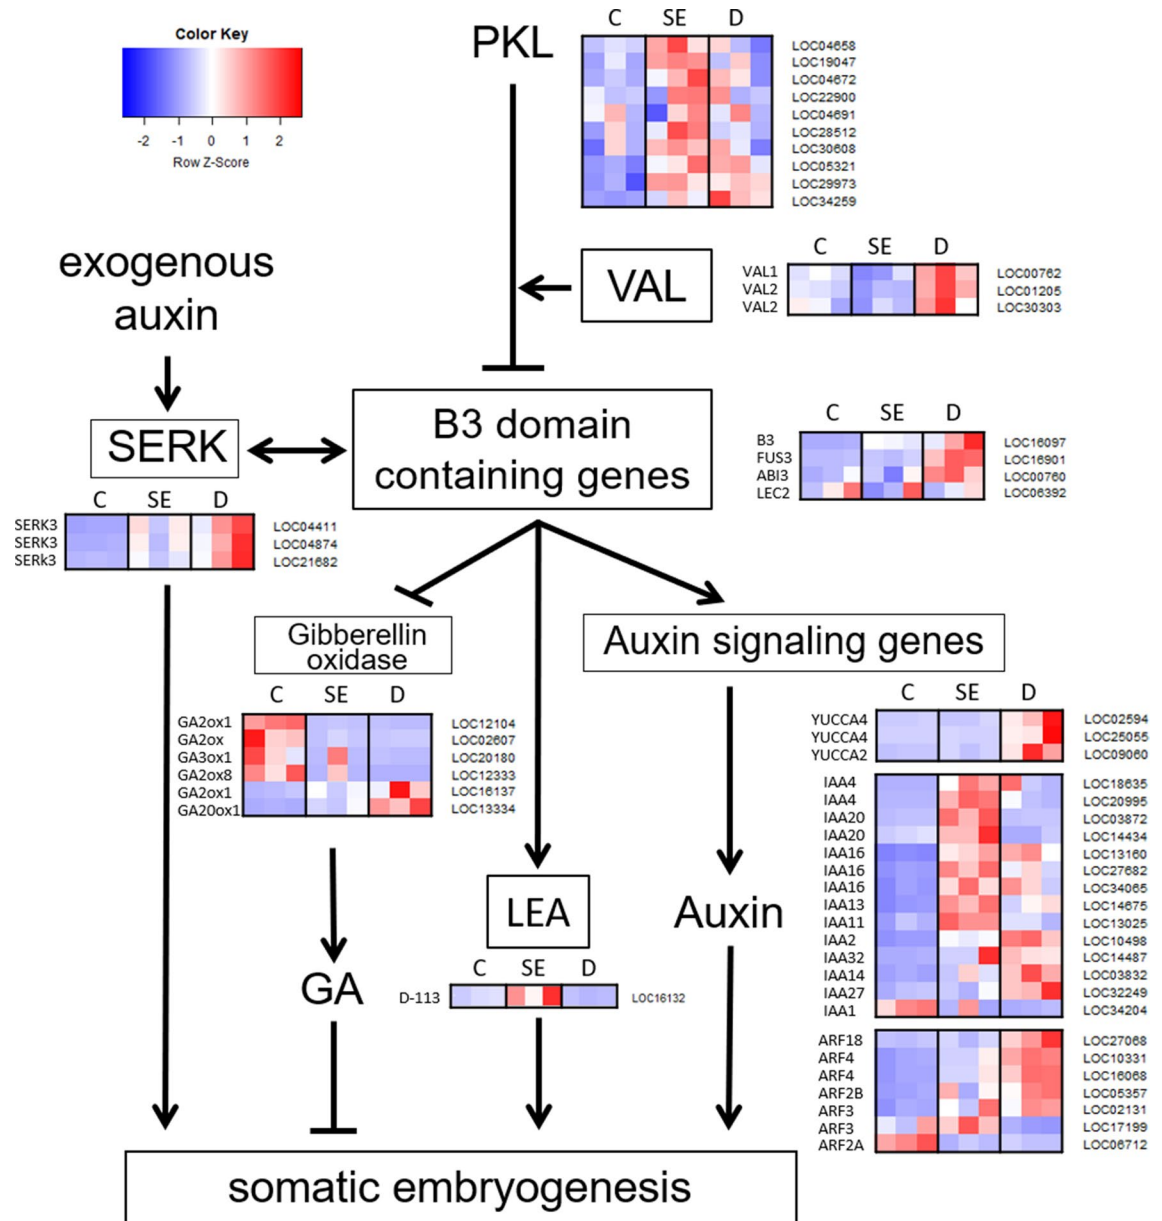 Color Key
-2 -1 0 1 2
Row Z-Score
PKL
C SE D
LOC04658
LOC19047
LOC04672
LOC22900
LOC04691
LOC28512
LOC30608
LOC05321
LOC29973
LOC34259
exogenous
auxin
VAL
C SE D
VAL1 LOC00762
VAL2 LOC01205
VAL2 LOC30303
SERK
B3 domain
containing genes
C SE D
B3 LOC16097
FUS3 LOC16901
ABI3 LOC00760
LEC2 LOC06392
C SE D
SERK3 LOC04411
SERK3 LOC04874
SERk3 LOC21682
Gibberellin
oxidase
C SE D
GA2ox1 LOC12104
GA2ox LOC02607
GA3ox1 LOC20180
GA2ox8 LOC12333
GA2ox1 LOC16137
GA20ox1 LOC13334
Auxin signaling genes
C SE D
YUCCA4 LOC02594
YUCCA4 LOC25055
YUCCA2 LOC09060
IAA4 LOC18635
IAA4 LOC20995
IAA20 LOC03872
IAA20 LOC14434
IAA16 LOC13160
IAA16 LOC27682
IAA16 LOC34065
IAA13 LOC14675
IAA11 LOC13025
IAA2 LOC10498
IAA32 LOC14487
IAA14 LOC03832
IAA27 LOC32249
IAA1 LOC34204
ARF18 LOC27068
ARF4 LOC10331
ARF4 LOC16068
ARF2B LOC05357
ARF3 LOC02131
ARF3 LOC17199
ARF2A LOC06712
LEA
C SE D
D-113 LOC16132
GA
Auxin
somatic embryogenesis